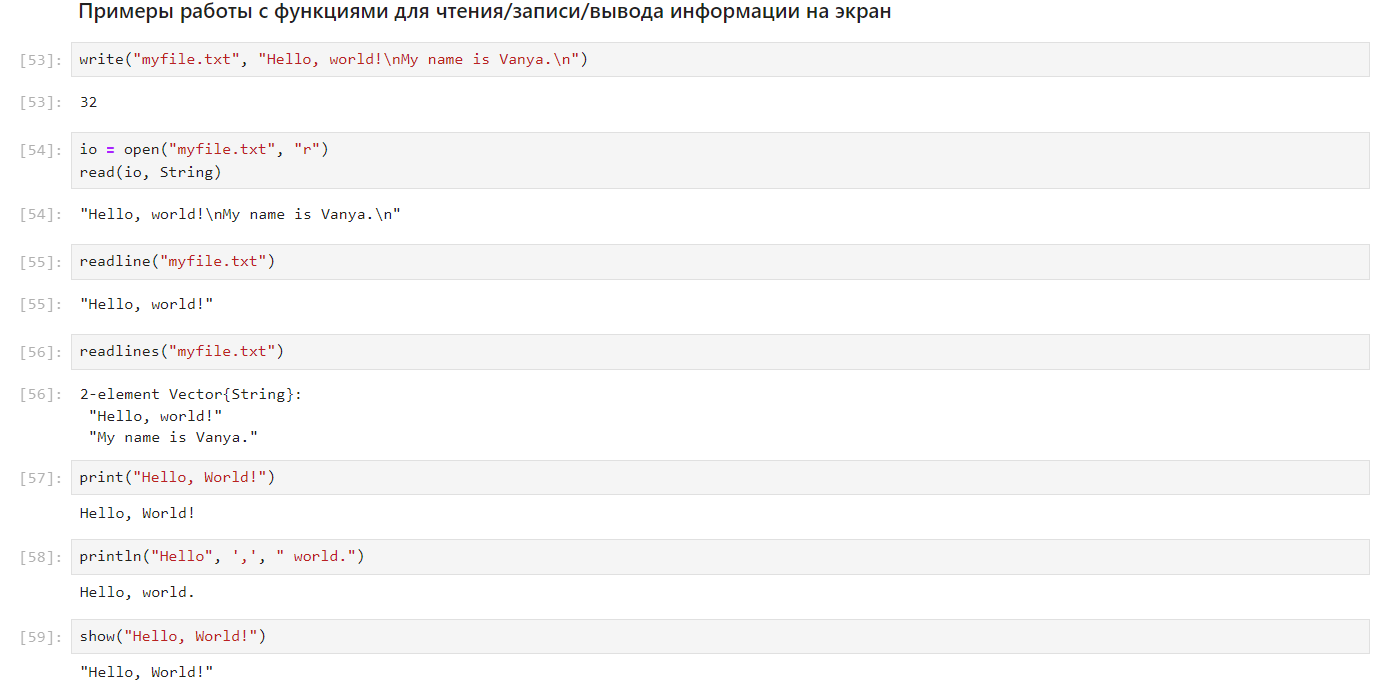 Примеры работы с функциями для чтения/записи/вывода информации на экран
[53]: write("myfile.txt", "Hello, world!\nMy name is Vanya.\n")
[53]: 32
[54]: io = open("myfile.txt", "r")
read(io, String)
[54]: "Hello, world!\nMy name is Vanya.\n"
[55]: readline("myfile.txt")
[55]: "Hello, world!"
[56]: readlines("myfile.txt")
[56]: 2-element Vector{String}:
"Hello, world!"
"My name is Vanya."
[57]: print("Hello, World!")
Hello, World!
[58]: println("Hello", ',', " world.")
Hello, world.
[59]: show("Hello, World!")
"Hello, World!"